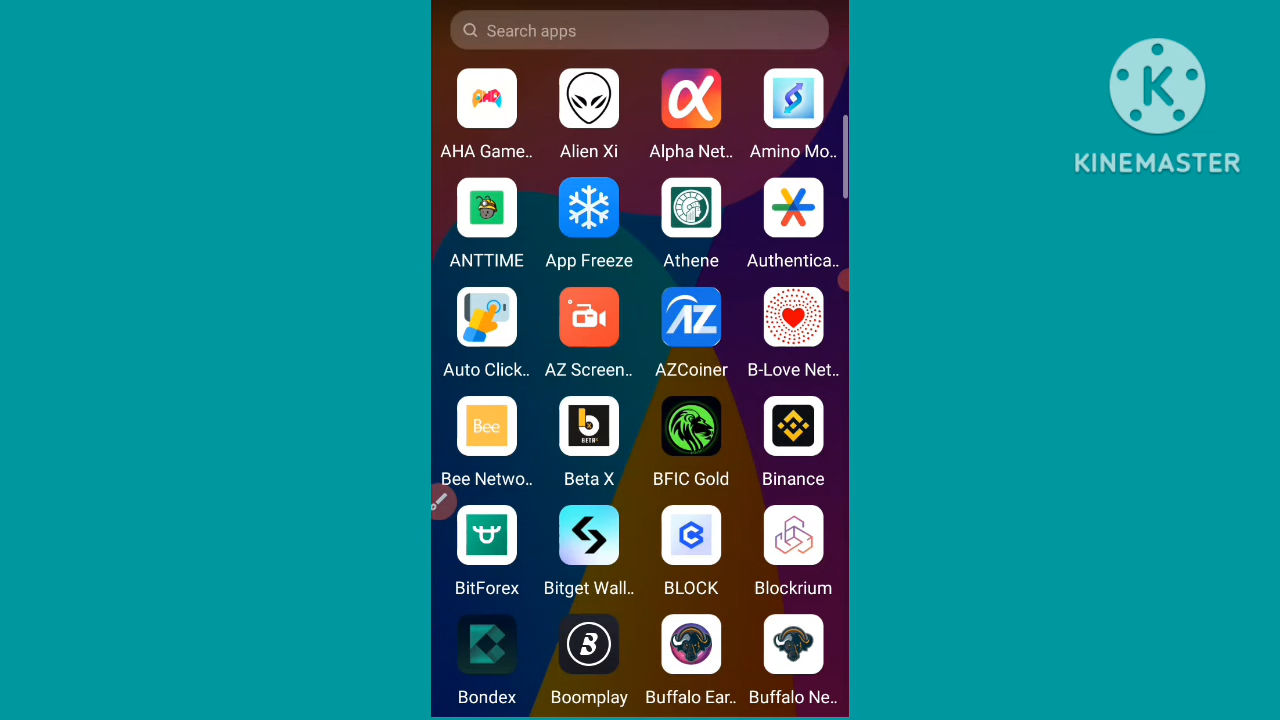 Search apps
KINEMASTER
K
AHA Game..
Alien Xi
Alpha Net..
Amino Mo..
ANTTIME
App Freeze
Athene
Authentica..
AZ
Auto Click..
AZ Screen..
AZCoiner
B-Love Net..
Bee
BETA
Bee Netwo..
Beta X
BFIC Gold
Binance
BitForex
Bitget Wall..
BLOCK
Blockrium
B
Bondex
Boomplay
Buffalo Ear..
Buffalo Ne..